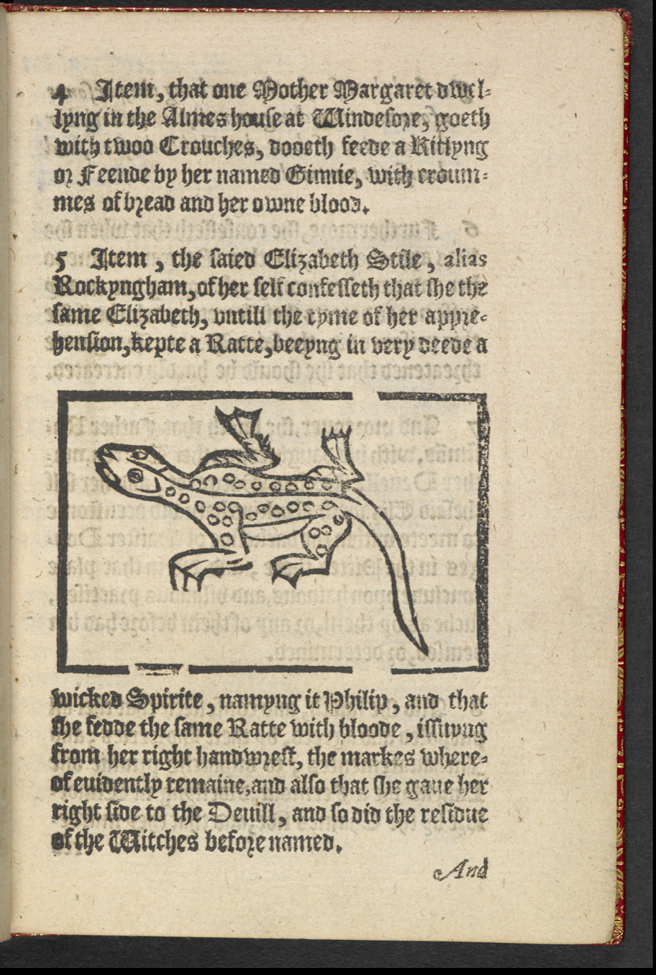 4 Item, that one Mother Margaret dwel-
lyng in the Almes house at Windesore, goeth
with twoo Crouches, dooeth feede a Kitlyng
or Feende by her named Ginnie, with croum-
mes of bread and her owne blood.
5 Item, the saied Elizabeth Stile, alias
Rockyngham, of her self confesseth that she the
same Elizabeth, vntill the tyme of her appre-
hension, kepte a Ratte, beeyng in very deede a
wicked Spirite, namyng it Philip, and that
she fedde the same Ratte with bloode, issuyng
from her right handwrest, the markes where-
of euidently remaine, and also that she gaue her
right side to the Deuill, and so did the residue
of the Witches before named.
And